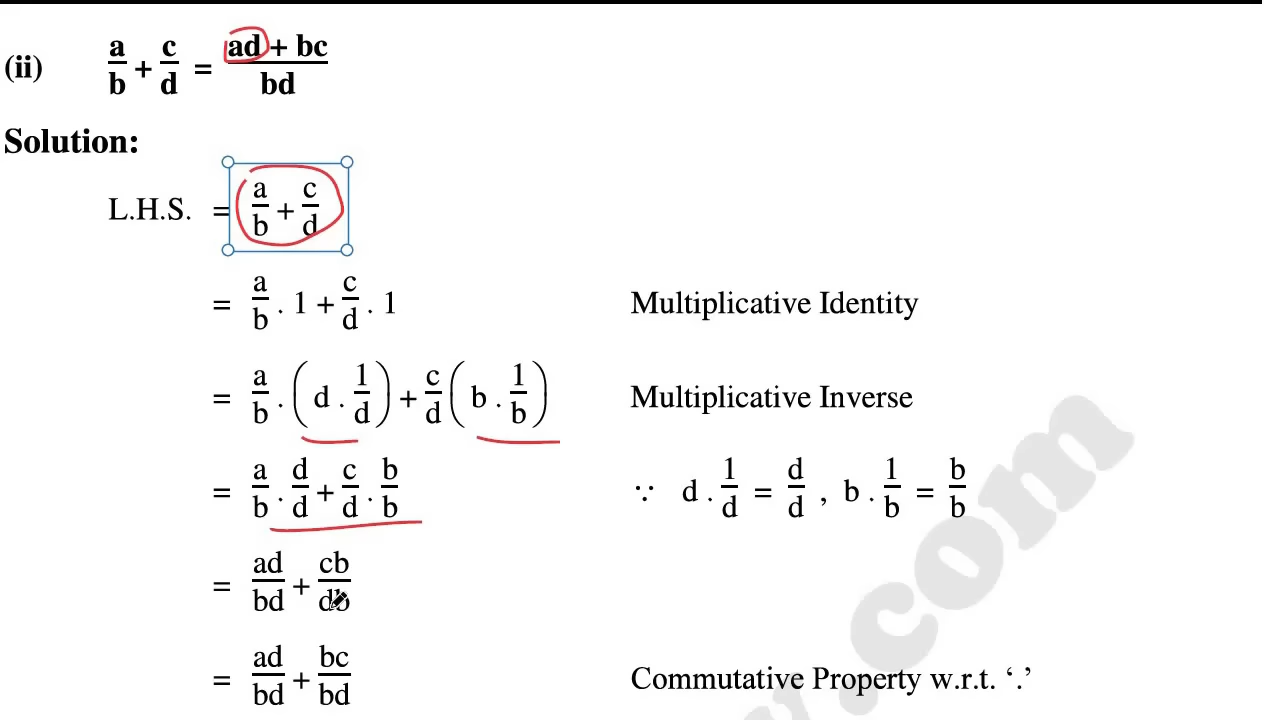 (ii) a/b + c/d = (ad + bc)/bd
Solution:
L.H.S. = a/b + c/d
= a/b . 1 + c/d . 1 Multiplicative Identity
= a/b . (d . 1/d) + c/d (b . 1/b) Multiplicative Inverse
= a/b . d/d + c/d . b/b ∵ d . 1/d = d/d , b . 1/b = b/b
= ad/bd + cb/db
= ad/bd + bc/bd Commutative Property w.r.t. ‘.’
.com